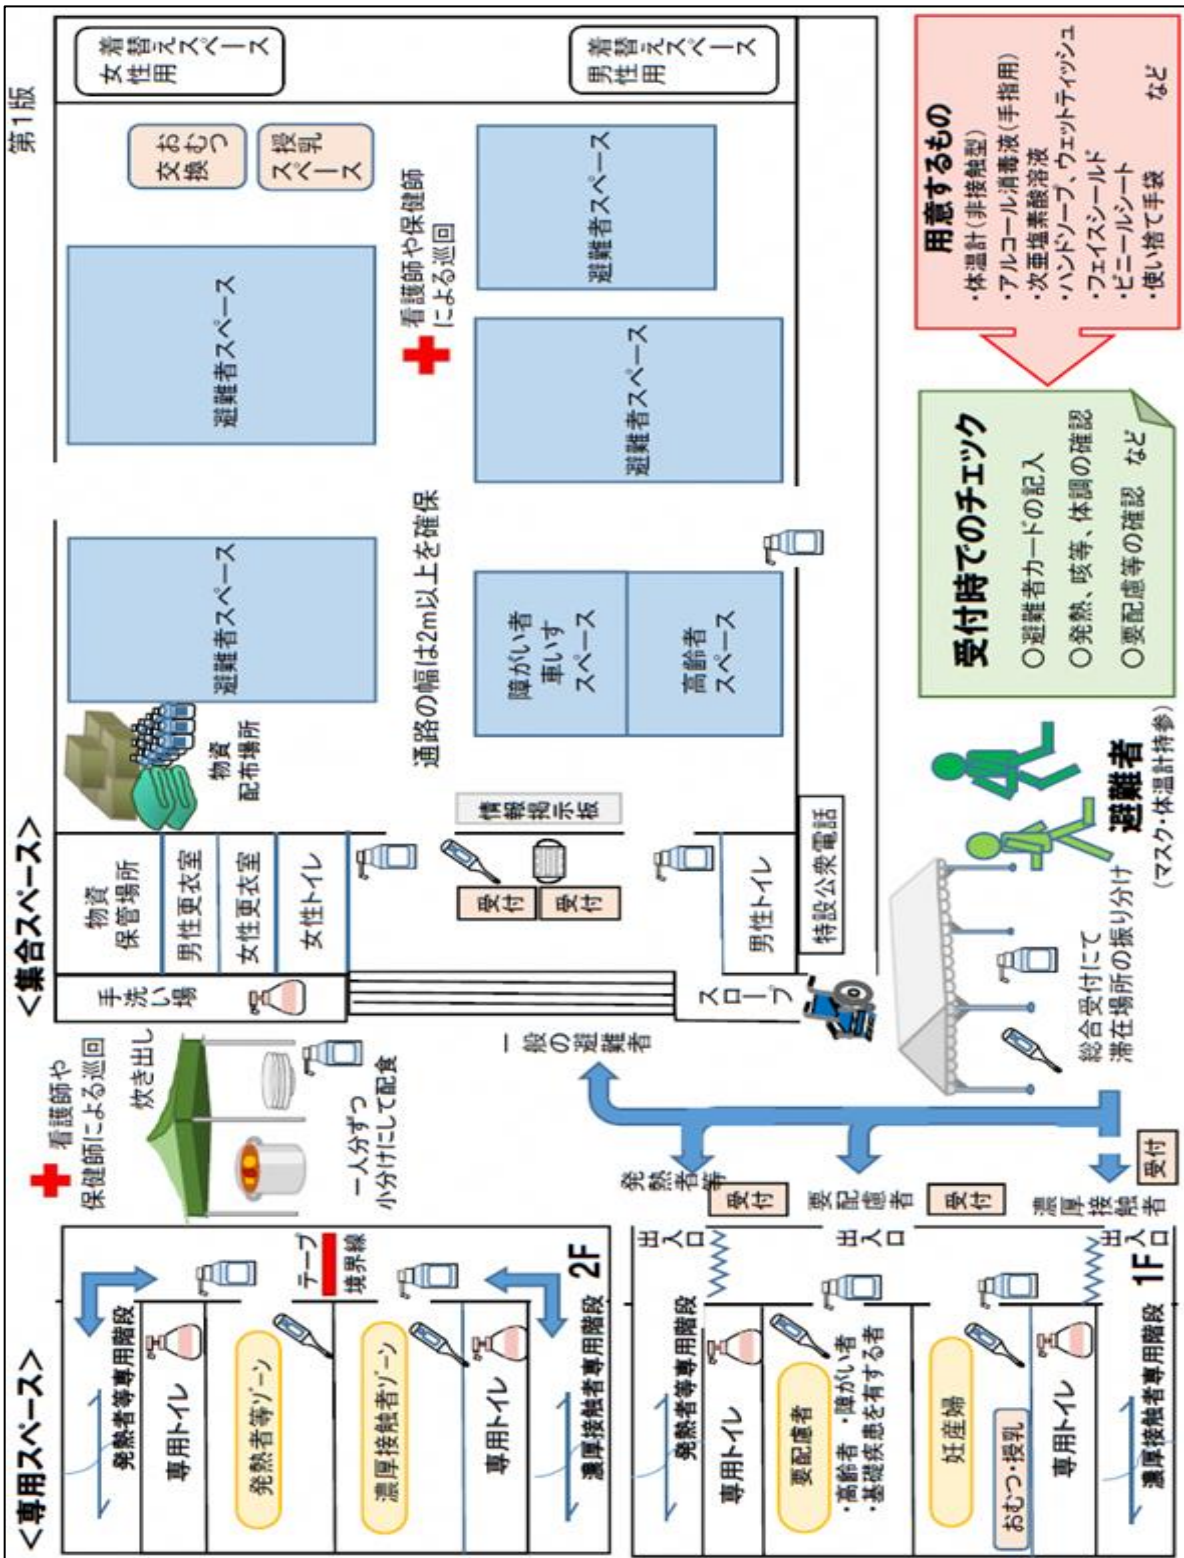 第1版
＜専用スペース＞
＜集合スペース＞
発熱者等専用階段
専用トイレ
発熱者等ゾーン
濃厚接触者ゾーン
専用トイレ
濃厚接触者専用階段
テープ
境界線
2F
看護師や
保健師による巡回
炊き出し
一人分ずつ
小分けにして配食
手洗い場
物資
保管場所
男性更衣室
女性更衣室
女性トイレ
受付
受付
男性トイレ
スロープ
特設公衆電話
情報掲示板
物資
配布場所
避難者スペース
避難者スペース
通路の幅は2m以上を確保
障がい者
車いす
スペース
高齢者
スペース
避難者スペース
避難者スペース
看護師や保健師
による巡回
おむつ
交換
授乳
スペース
女性用
着替えスペース
男性用
着替えスペース
発熱者等専用階段
専用トイレ
要配慮者
・高齢者・障がい者
・基礎疾患を有する者
妊産婦
おむつ・授乳
専用トイレ
濃厚接触者専用階段
1F
出入口
出入口
出入口
発熱者等
受付
要配慮者
受付
濃厚接触者
受付
一般の避難者
総合受付にて
滞在場所の振り分け
避難者
（マスク・体温計持参）
受付時でのチェック
○避難者カードの記入
○発熱、咳等、体調の確認
○要配慮等の確認　など
用意するもの
・体温計（非接触型）
・アルコール消毒液（手指用）
・次亜塩素酸溶液
・ハンドソープ、ウェットティッシュ
・フェイスシールド
・ビニールシート
・使い捨て手袋　など